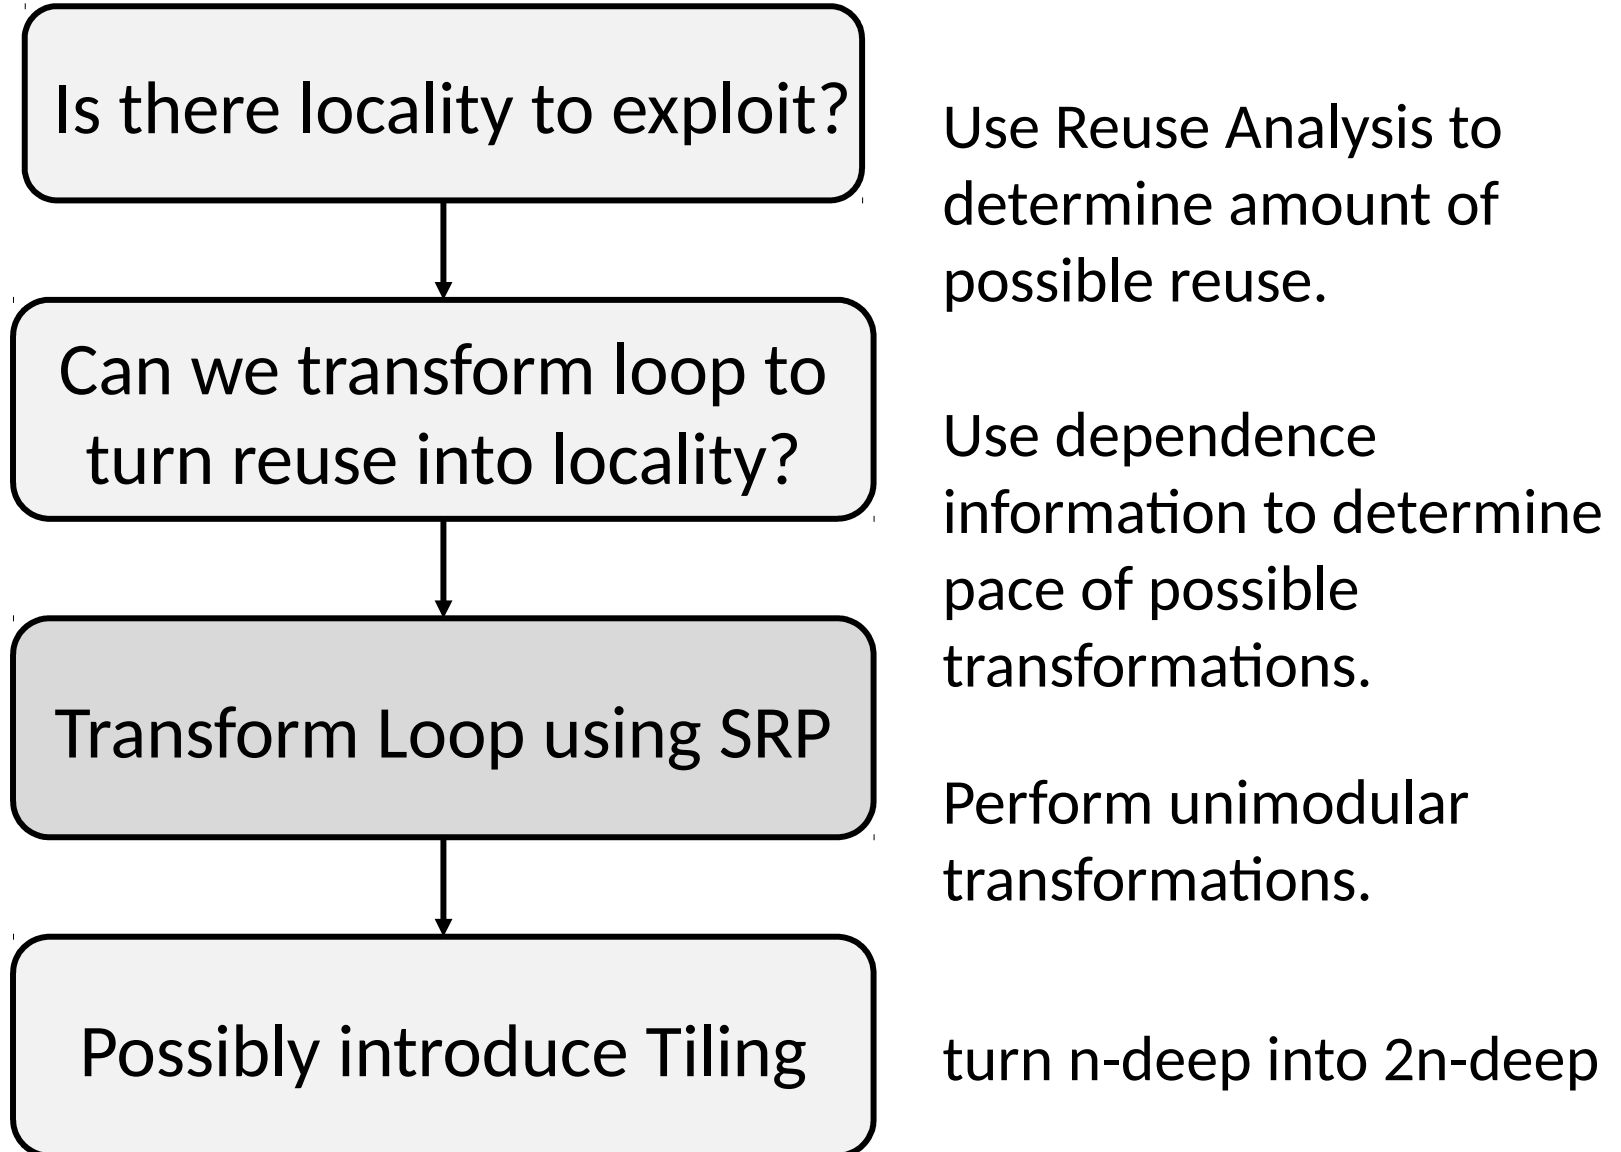 Is there locality to exploit?
Use Reuse Analysis to
determine amount of
possible reuse.
Can we transform loop to
turn reuse into locality?
Use dependence
information to determine
pace of possible
transformations.
Transform Loop using SRP
Perform unimodular
transformations.
Possibly introduce Tiling
turn n-deep into 2n-deep